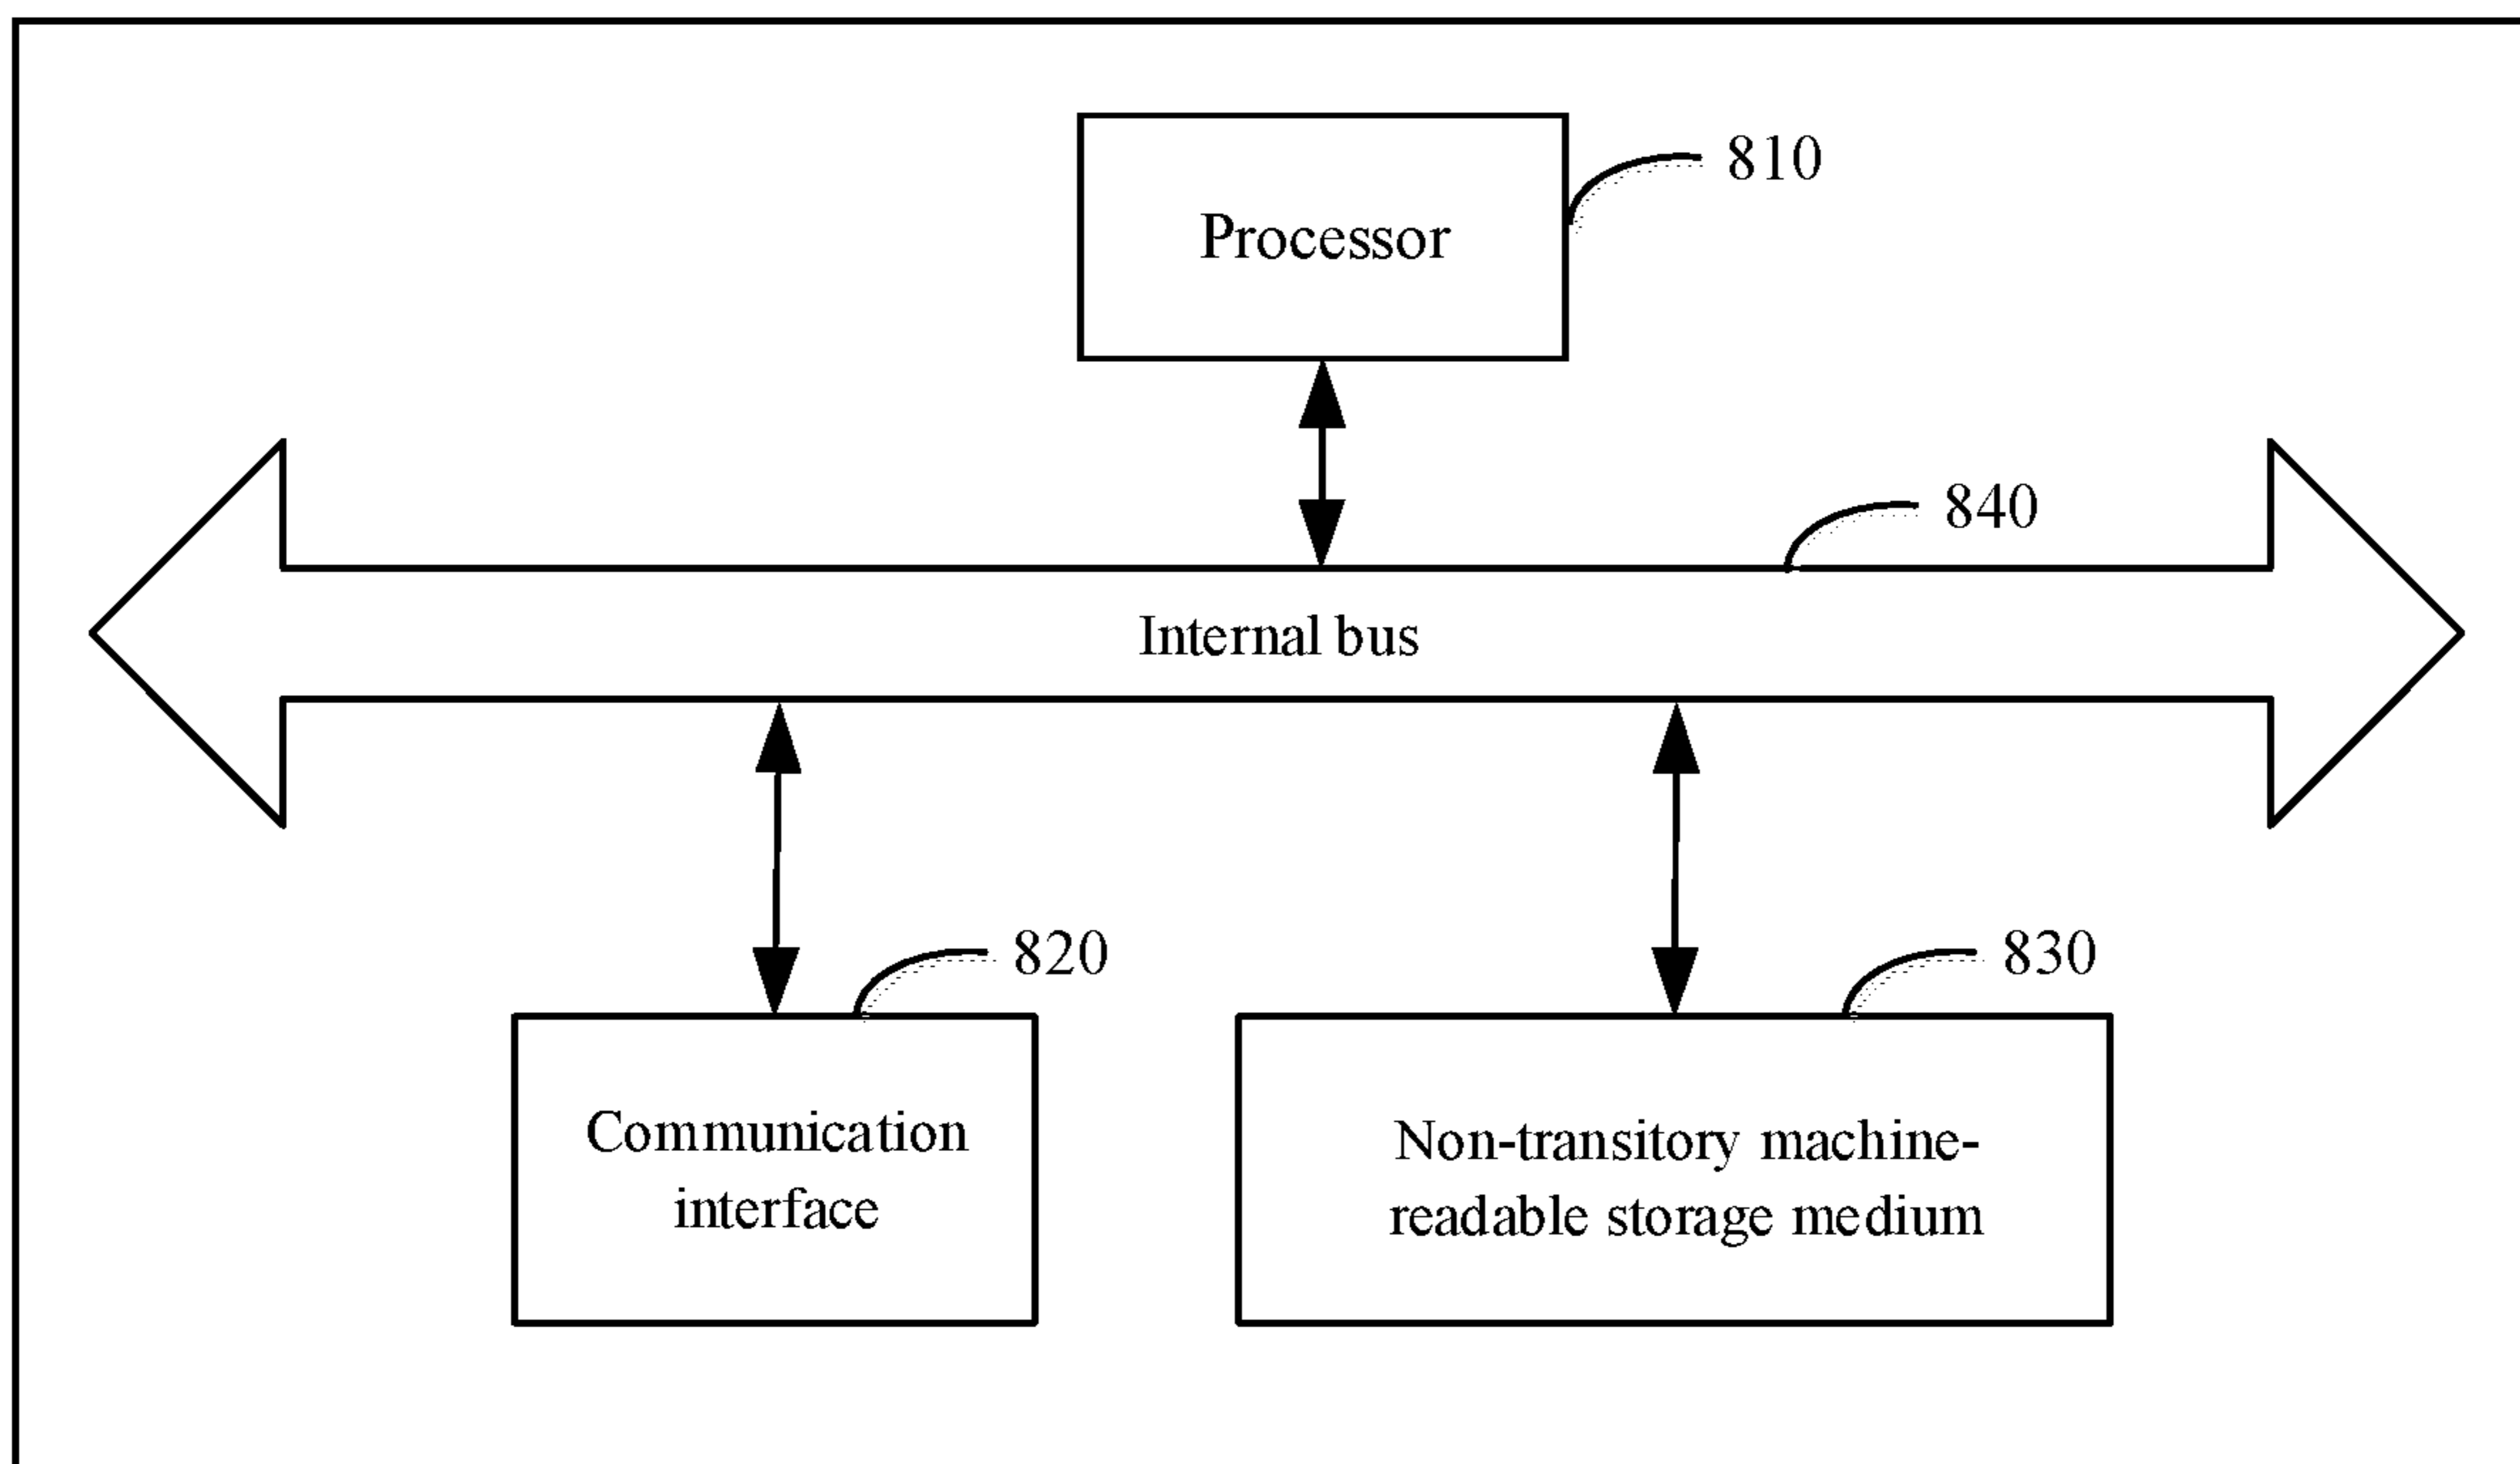 810
Processor
840
Internal bus
820
830
Communication
interface
Non-transitory machine-
readable storage medium